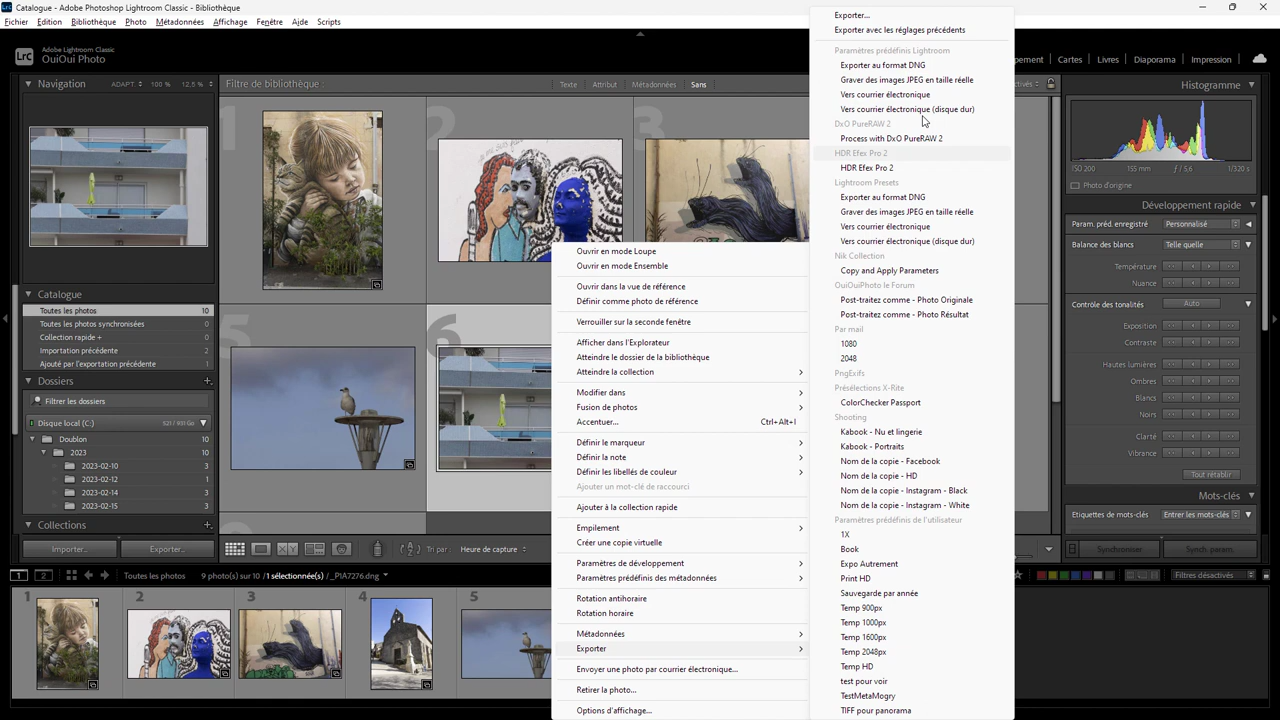 Catalogue - Adobe Photoshop Lightroom Classic - Bibliothèque
Fichier Edition Bibliothèque Photo Métadonnées Affichage Fenêtre Aide Scripts
Lrc
Adobe Lightroom Classic
OuiOui Photo
Cartes Livres Diaporama Impression
Navigation ADAPT. 100 % 12,5 %
Catalogue
Toutes les photos 10
Toutes les photos synchronisées 0
Collection rapide + 0
Importation précédente 2
Ajouté par l'exportation précédente 1
Dossiers
Filtrer les dossiers
Disque local (C:) 521 / 931 Go
Doublon 10
2023 10
2023-02-10 3
2023-02-12 1
2023-02-14 3
2023-02-15 3
Collections
Importer... Exporter...
Filtre de bibliothèque : Texte Attribut Métadonnées Sans
1
2
3
5
6
Tri par : Heure de capture
Ouvrir en mode Loupe
Ouvrir en mode Ensemble
Ouvrir dans la vue de référence
Définir comme photo de référence
Verrouiller sur la seconde fenêtre
Afficher dans l'Explorateur
Atteindre le dossier de la bibliothèque
Atteindre la collection
Modifier dans
Fusion de photos
Accentuer... Ctrl+Alt+I
Définir le marqueur
Définir la note
Définir les libellés de couleur
Ajouter un mot-clé de raccourci
Ajouter à la collection rapide
Empilement
Créer une copie virtuelle
Paramètres de développement
Paramètres prédéfinis des métadonnées
Rotation antihoraire
Rotation horaire
Métadonnées
Exporter
Envoyer une photo par courrier électronique...
Retirer la photo...
Options d'affichage...
Exporter...
Exporter avec les réglages précédents
Paramètres prédéfinis Lightroom
Exporter au format DNG
Graver des images JPEG en taille réelle
Vers courrier électronique
Vers courrier électronique (disque dur)
DxO PureRAW 2
Process with DxO PureRAW 2
HDR Efex Pro 2
HDR Efex Pro 2
Lightroom Presets
Exporter au format DNG
Graver des images JPEG en taille réelle
Vers courrier électronique
Vers courrier électronique (disque dur)
Nik Collection
Copy and Apply Parameters
OuiOuiPhoto le Forum
Post-traitez comme - Photo Originale
Post-traitez comme - Photo Résultat
Par mail
1080
2048
PngExifs
Présélections X-Rite
ColorChecker Passport
Shooting
Kabook - Nu et lingerie
Kabook - Portraits
Nom de la copie - Facebook
Nom de la copie - HD
Nom de la copie - Instagram - Black
Nom de la copie - Instagram - White
Paramètres prédéfinis de l'utilisateur
1X
Book
Expo Autrement
Print HD
Sauvegarde par année
Temp 900px
Temp 1000px
Temp 1600px
Temp 2048px
Temp HD
test pour voir
TestMetaMogry
TIFF pour panorama
Histogramme
ISO 200 155 mm ƒ / 5,6 1/320 s
Photo d'origine
Développement rapide
Param. préd. enregistré Personnalisé
Balance des blancs Telle quelle
Température
Nuance
Contrôle des tonalités Auto
Exposition
Contraste
Hautes lumières
Ombres
Blancs
Noirs
Clarté
Vibrance
Tout rétablir
Mots-clés
Etiquettes de mots-clés Entrer les mots-clés
Synchroniser Synch. param.
1 2 Toutes les photos 9 photo(s) sur 10 /1 sélectionnée(s) / _PIA7276.dng
Filtres désactivés
1
2
3
4
5